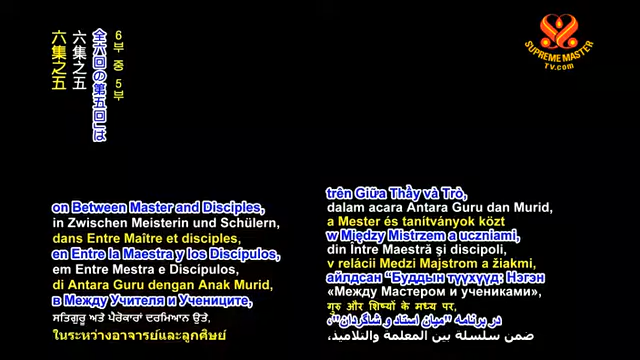 6부 중 5부
全六回の第五回」は
六集之五
六集之五
SUPREME MASTER
TV.com
on Between Master and Disciples,
in Zwischen Meisterin und Schülern,
dans Entre Maître et disciples,
en Entre la Maestra y los Discípulos,
em Entre Mestra e Discípulos,
di Antara Guru dengan Anak Murid,
в Между Учителя и Учениците,
ਸਤਿਗੁਰੂ ਅਤੇ ਪੈਰੋਕਾਰਾਂ ਦਰਮਿਆਨ ਉਤੇ,
ในระหว่างอาจารย์และลูกศิษย์
trên Giữa Thầy và Trò,
dalam acara Antara Guru dan Murid,
a Mester és tanítványok közt
w Między Mistrzem a uczniami,
din Între Maestră şi discipoli,
v relácii Medzi Majstrom a žiakmi,
айлдсан “Буддын түүхүүд: Нэгэн
«Между Мастером и учениками»,
गुरु और शिष्यों के मध्य पर,
در برنامه "میان استاد و شاگردان"،
ضمن سلسلة بين المعلمة والتلاميذ،